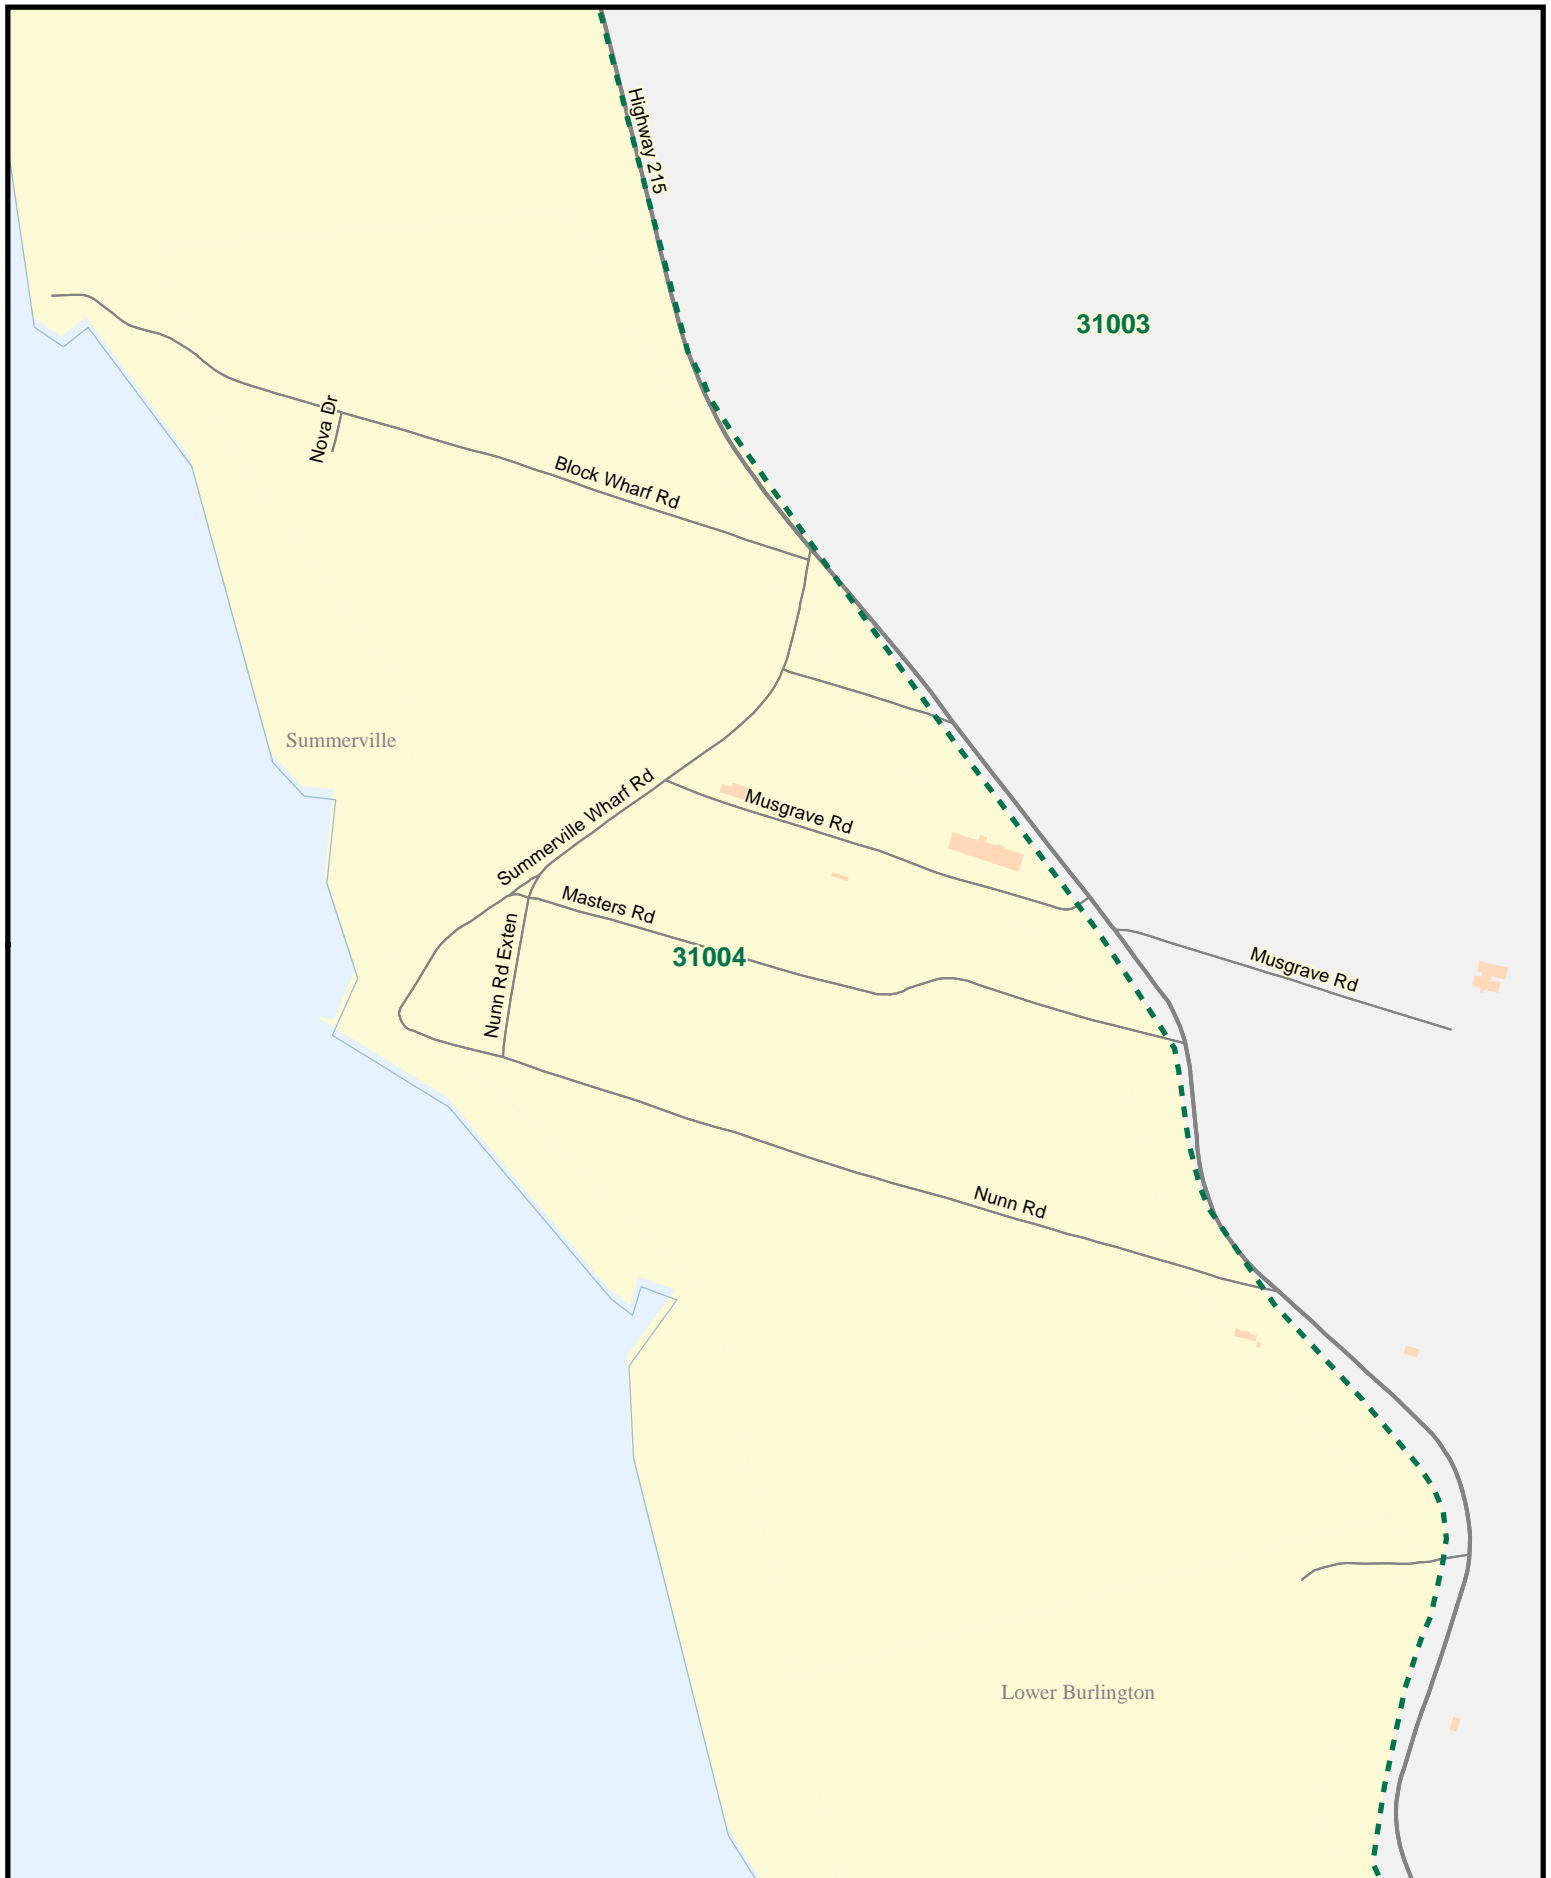 Highway 215
31003
Nova Dr
Block Wharf Rd
Summerville
Summerville Wharf Rd
Musgrave Rd
Masters Rd
Nunn Rd Exten
31004
Musgrave Rd
Nunn Rd
Lower Burlington